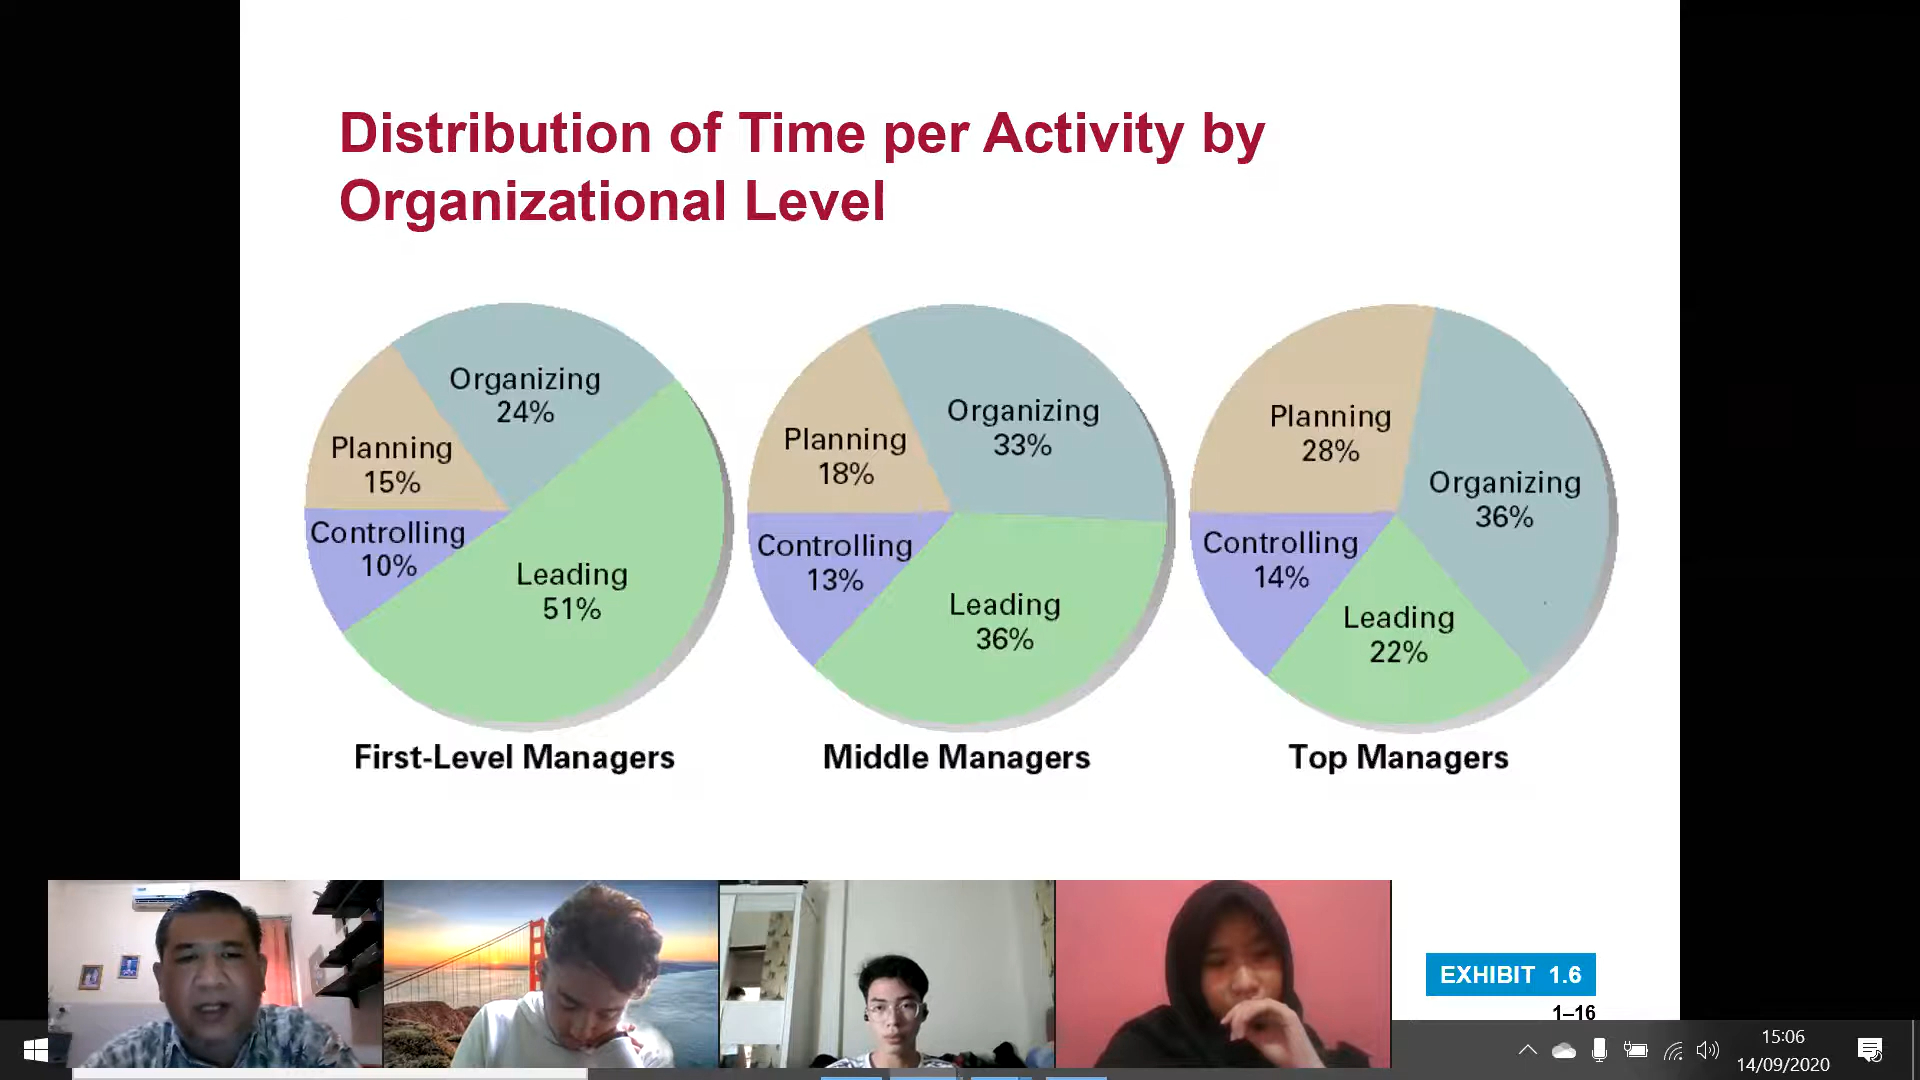 Distribution of Time per Activity by
Organizational Level
Organizing
24%
Planning
15%
Controlling
10%
Leading
51%
First-Level Managers
Organizing
33%
Planning
18%
Controlling
13%
Leading
36%
Middle Managers
Planning
28%
Organizing
36%
Controlling
14%
Leading
22%
Top Managers
EXHIBIT 1.6
1–16
15:06
14/09/2020